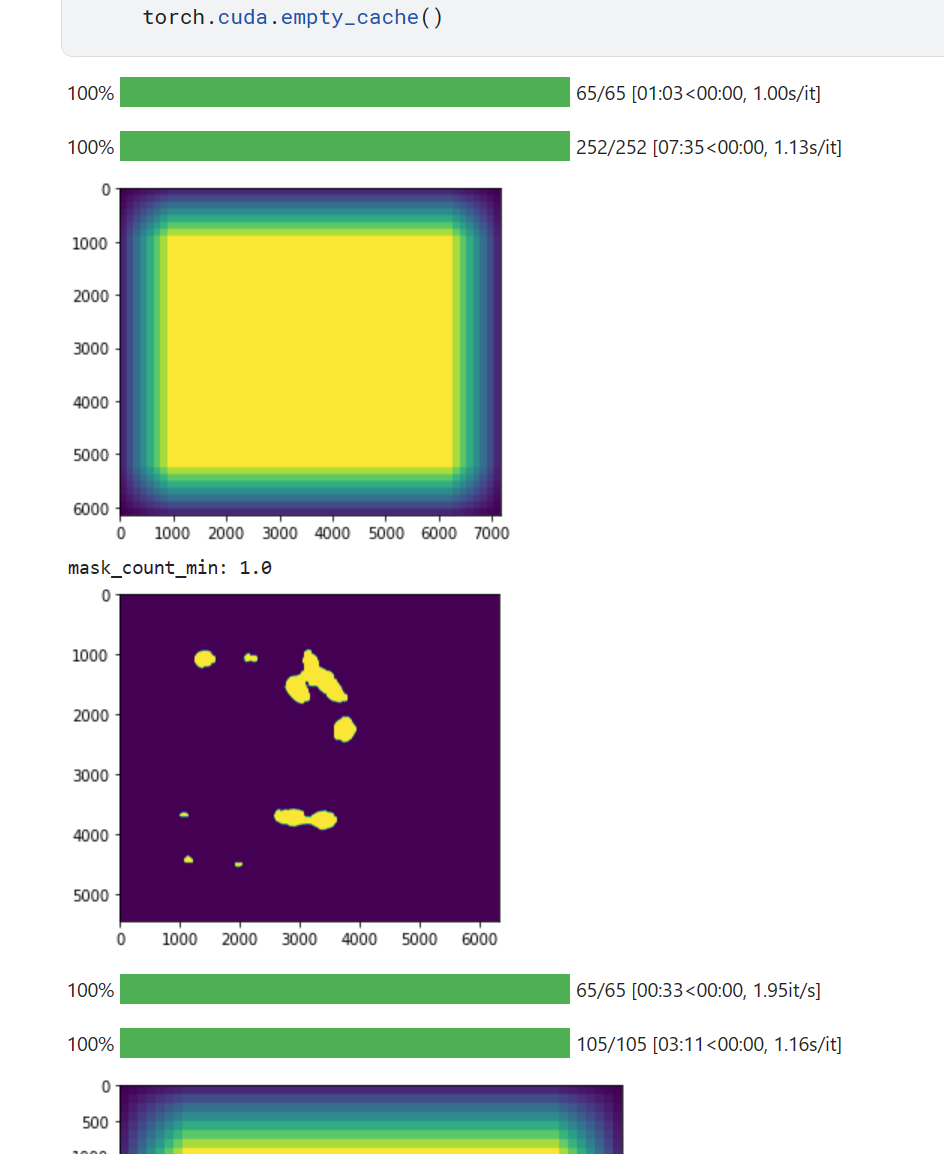 torch.cuda.empty_cache()
100% 65/65 [01:03<00:00, 1.00s/it]
100% 252/252 [07:35<00:00, 1.13s/it]
0
1000
2000
3000
4000
5000
6000
0 1000 2000 3000 4000 5000 6000 7000
mask_count_min: 1.0
0
1000
2000
3000
4000
5000
0 1000 2000 3000 4000 5000 6000
100% 65/65 [00:33<00:00, 1.95it/s]
100% 105/105 [03:11<00:00, 1.16s/it]
0
500
1000